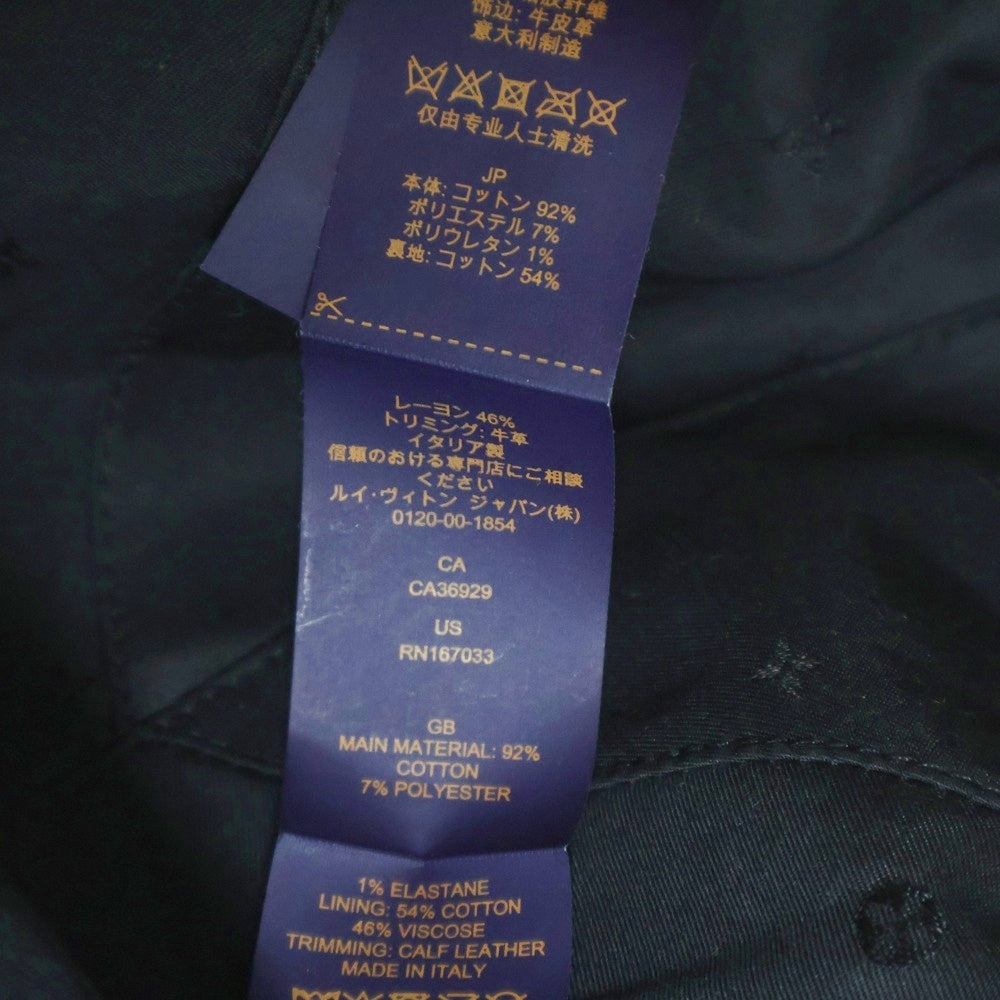 纤维
饰边: 牛皮革
意大利制造
仅由专业人士清洗
JP
本体: コットン 92%
ポリエステル 7%
ポリウレタン 1%
裏地: コットン 54%
レーヨン 46%
トリミング: 牛革
イタリア製
信頼のおける専門店にご相談
ください
ルイ·ヴィトン ジャパン(株)
0120-00-1854
CA
CA36929
US
RN167033
GB
MAIN MATERIAL: 92%
COTTON
7% POLYESTER
1% ELASTANE
LINING: 54% COTTON
46% VISCOSE
TRIMMING: CALF LEATHER
MADE IN ITALY